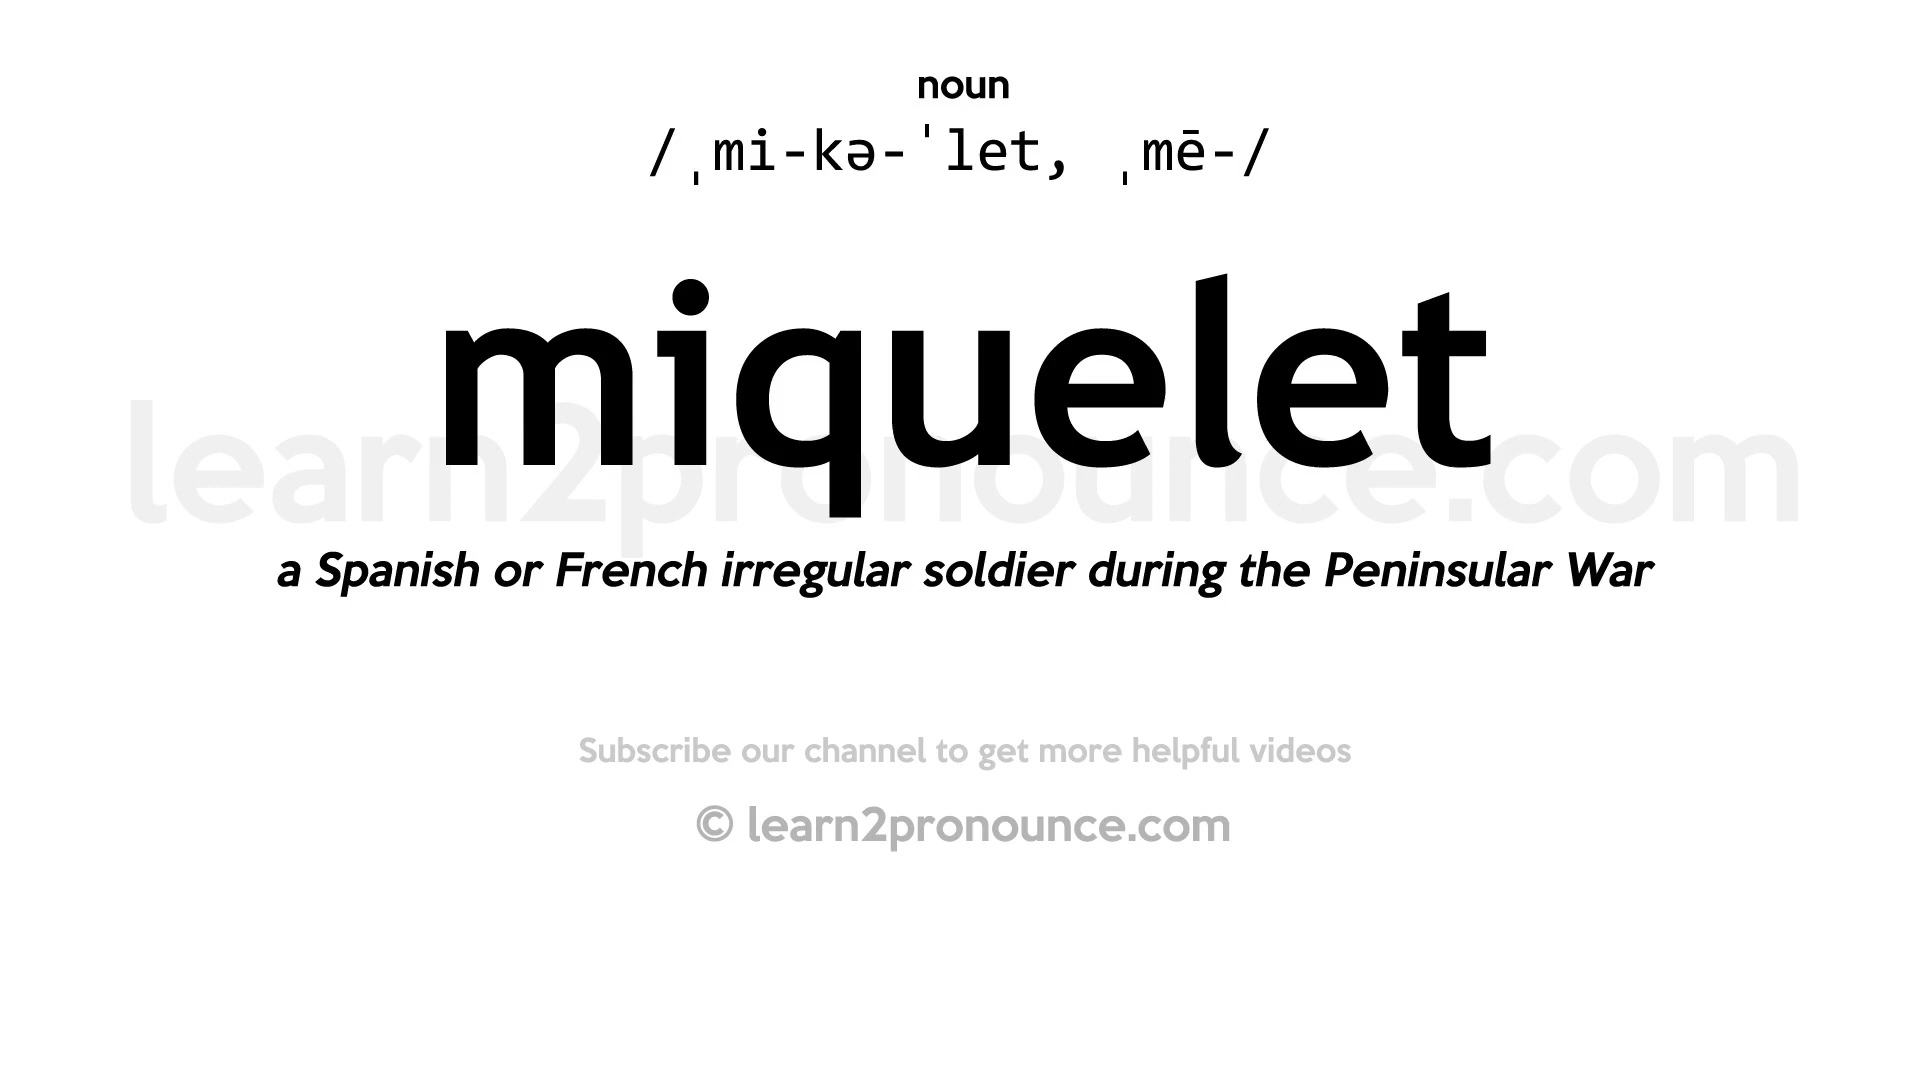 noun
/ˌmi-kə-ˈlet, ˌmē-/
miquelet
learn2pronounce.com
a Spanish or French irregular soldier during the Peninsular War
Subscribe our channel to get more helpful videos
© learn2pronounce.com